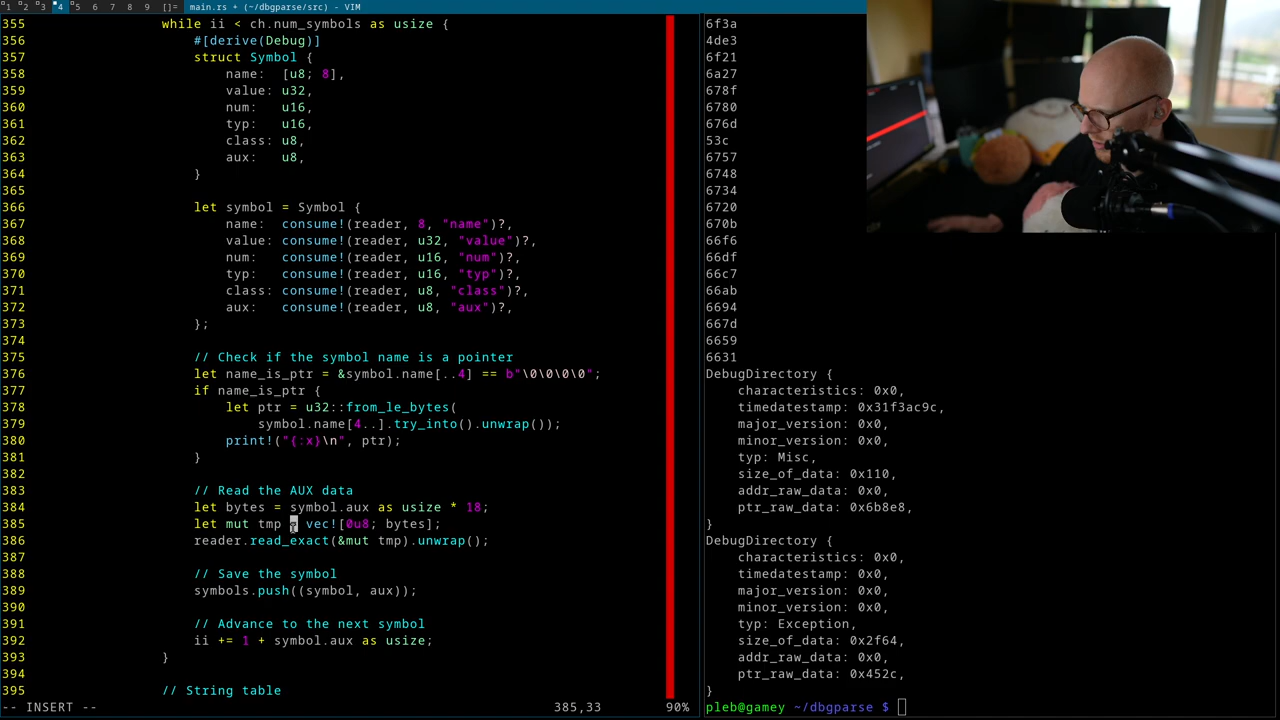 1 2 3 4 5 6 7 8 9 []= main.rs + (~/dbgparse/src) - VIM
355 while ii < ch.num_symbols as usize {
356 #[derive(Debug)]
357 struct Symbol {
358 name: [u8; 8],
359 value: u32,
360 num: u16,
361 typ: u16,
362 class: u8,
363 aux: u8,
364 }
365
366 let symbol = Symbol {
367 name: consume!(reader, 8, "name")?,
368 value: consume!(reader, u32, "value")?,
369 num: consume!(reader, u16, "num")?,
370 typ: consume!(reader, u16, "typ")?,
371 class: consume!(reader, u8, "class")?,
372 aux: consume!(reader, u8, "aux")?,
373 };
374
375 // Check if the symbol name is a pointer
376 let name_is_ptr = &symbol.name[..4] == b"\0\0\0\0";
377 if name_is_ptr {
378 let ptr = u32::from_le_bytes(
379 symbol.name[4..].try_into().unwrap());
380 print!("{:x}\n", ptr);
381 }
382
383 // Read the AUX data
384 let bytes = symbol.aux as usize * 18;
385 let mut tmp = vec![0u8; bytes];
386 reader.read_exact(&mut tmp).unwrap();
387
388 // Save the symbol
389 symbols.push((symbol, aux));
390
391 // Advance to the next symbol
392 ii += 1 + symbol.aux as usize;
393 }
394
395 // String table
-- INSERT -- 385,33 90%
6f3a
4de3
6f21
6a27
678f
6780
676d
53c
6757
6748
6734
6720
670b
66f6
66df
66c7
66ab
6694
667d
6659
6631
DebugDirectory {
characteristics: 0x0,
timedatestamp: 0x31f3ac9c,
major_version: 0x0,
minor_version: 0x0,
typ: Misc,
size_of_data: 0x110,
addr_raw_data: 0x0,
ptr_raw_data: 0x6b8e8,
}
DebugDirectory {
characteristics: 0x0,
timedatestamp: 0x0,
major_version: 0x0,
minor_version: 0x0,
typ: Exception,
size_of_data: 0x2f64,
addr_raw_data: 0x0,
ptr_raw_data: 0x452c,
}
pleb@gamey ~/dbgparse $